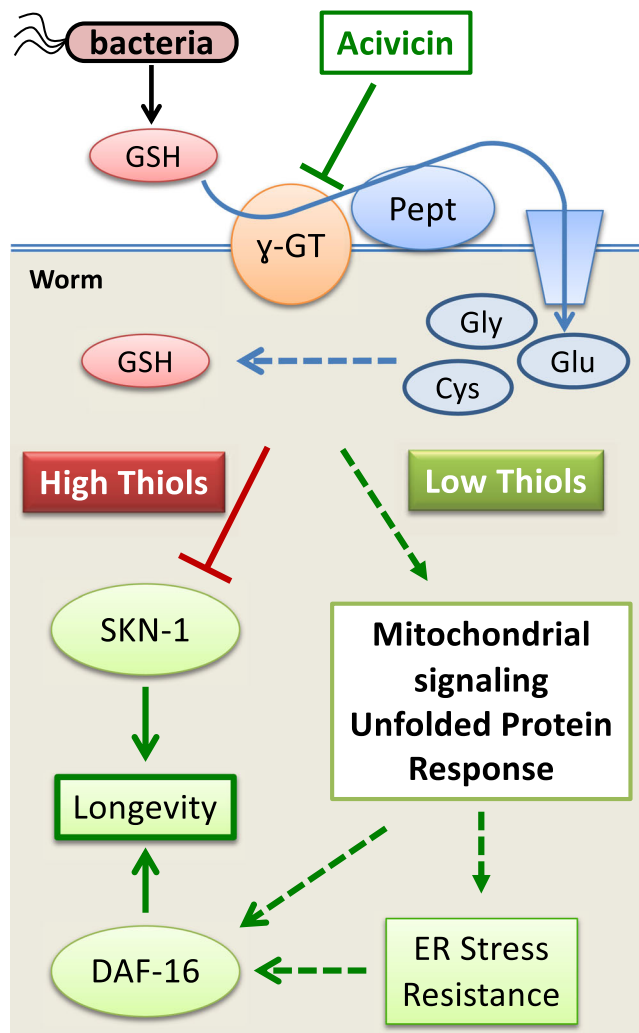 bacteria
Acivicin
GSH
Pept
ɣ-GT
Worm
Gly
GSH
Glu
Cys
High Thiols
Low Thiols
SKN-1
Mitochondrial
signaling
Unfolded Protein
Response
Longevity
DAF-16
ER Stress
Resistance